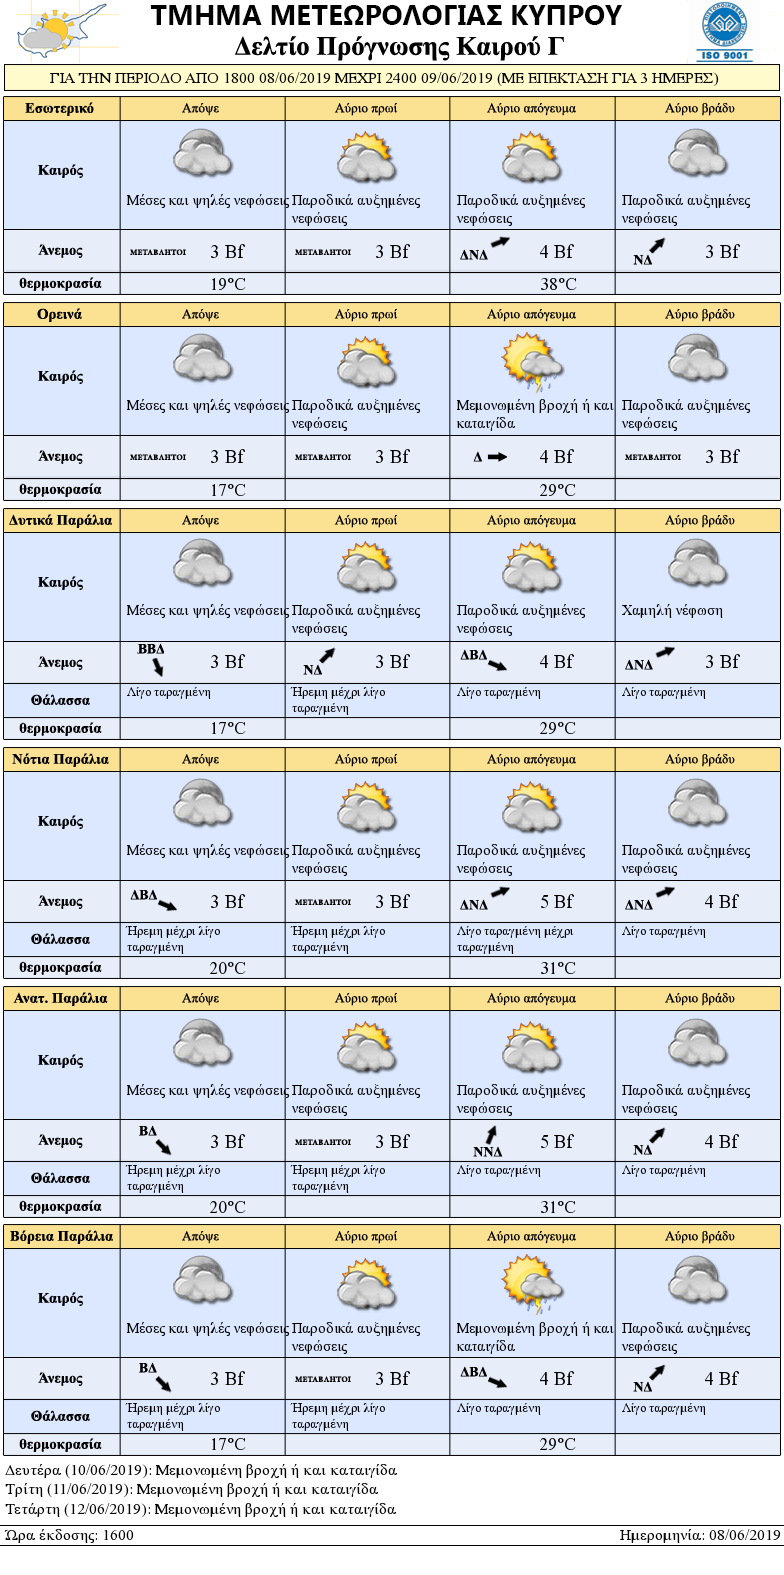 ΤΜΗΜΑ ΜΕΤΕΩΡΟΛΟΓΙΑΣ ΚΥΠΡΟΥ
Δελτίο Πρόγνωσης Καιρού Γ
ISO 9001
ΓΙΑ ΤΗΝ ΠΕΡΙΟΔΟ ΑΠΟ 1800 08/06/2019 ΜΕΧΡΙ 2400 09/06/2019 (ΜΕ ΕΠΕΚΤΑΣΗ ΓΙΑ 3 ΗΜΕΡΕΣ)
Εσωτερικό Απόψε Αύριο πρωί Αύριο απόγευμα Αύριο βράδυ
Καιρός
Μέσες και ψηλές νεφώσεις Παροδικά αυξημένες Παροδικά αυξημένες Παροδικά αυξημένες
νεφώσεις νεφώσεις νεφώσεις
Άνεμος ΜΕΤΑΒΛΗΤΟΙ 3 Bf ΜΕΤΑΒΛΗΤΟΙ 3 Bf ΔΝΔ 4 Bf ΝΔ 3 Bf
θερμοκρασία 19°C 38°C
Ορεινά Απόψε Αύριο πρωί Αύριο απόγευμα Αύριο βράδυ
Καιρός
Μέσες και ψηλές νεφώσεις Παροδικά αυξημένες Μεμονωμένη βροχή ή και Παροδικά αυξημένες
νεφώσεις καταιγίδα νεφώσεις
Άνεμος ΜΕΤΑΒΛΗΤΟΙ 3 Bf ΜΕΤΑΒΛΗΤΟΙ 3 Bf Δ 4 Bf ΜΕΤΑΒΛΗΤΟΙ 3 Bf
θερμοκρασία 17°C 29°C
Δυτικά Παράλια Απόψε Αύριο πρωί Αύριο απόγευμα Αύριο βράδυ
Καιρός
Μέσες και ψηλές νεφώσεις Παροδικά αυξημένες Παροδικά αυξημένες Χαμηλή νέφωση
νεφώσεις νεφώσεις
Άνεμος ΒΒΔ 3 Bf ΝΔ 3 Bf ΔΒΔ 4 Bf ΔΝΔ 3 Bf
Θάλασσα Λίγο ταραγμένη Ήρεμη μέχρι λίγο Λίγο ταραγμένη Λίγο ταραγμένη
ταραγμένη
θερμοκρασία 17°C 29°C
Νότια Παράλια Απόψε Αύριο πρωί Αύριο απόγευμα Αύριο βράδυ
Καιρός
Μέσες και ψηλές νεφώσεις Παροδικά αυξημένες Παροδικά αυξημένες Παροδικά αυξημένες
νεφώσεις νεφώσεις νεφώσεις
Άνεμος ΔΒΔ 3 Bf ΜΕΤΑΒΛΗΤΟΙ 3 Bf ΔΝΔ 5 Bf ΔΝΔ 4 Bf
Θάλασσα Ήρεμη μέχρι λίγο Ήρεμη μέχρι λίγο Λίγο ταραγμένη μέχρι Λίγο ταραγμένη
ταραγμένη ταραγμένη ταραγμένη
θερμοκρασία 20°C 31°C
Ανατ. Παράλια Απόψε Αύριο πρωί Αύριο απόγευμα Αύριο βράδυ
Καιρός
Μέσες και ψηλές νεφώσεις Παροδικά αυξημένες Παροδικά αυξημένες Παροδικά αυξημένες
νεφώσεις νεφώσεις νεφώσεις
Άνεμος ΒΔ 3 Bf ΜΕΤΑΒΛΗΤΟΙ 3 Bf ΝΝΔ 5 Bf ΝΔ 4 Bf
Θάλασσα Ήρεμη μέχρι λίγο Ήρεμη μέχρι λίγο Λίγο ταραγμένη Λίγο ταραγμένη
ταραγμένη ταραγμένη
θερμοκρασία 20°C 31°C
Βόρεια Παράλια Απόψε Αύριο πρωί Αύριο απόγευμα Αύριο βράδυ
Καιρός
Μέσες και ψηλές νεφώσεις Παροδικά αυξημένες Μεμονωμένη βροχή ή και Παροδικά αυξημένες
νεφώσεις καταιγίδα νεφώσεις
Άνεμος ΒΔ 3 Bf ΜΕΤΑΒΛΗΤΟΙ 3 Bf ΔΒΔ 4 Bf ΝΔ 4 Bf
Θάλασσα Ήρεμη μέχρι λίγο Ήρεμη μέχρι λίγο Λίγο ταραγμένη Λίγο ταραγμένη
ταραγμένη ταραγμένη
θερμοκρασία 17°C 29°C
Δευτέρα (10/06/2019): Μεμονωμένη βροχή ή και καταιγίδα
Τρίτη (11/06/2019): Μεμονωμένη βροχή ή και καταιγίδα
Τετάρτη (12/06/2019): Μεμονωμένη βροχή ή και καταιγίδα
Ώρα έκδοσης: 1600 Ημερομηνία: 08/06/2019